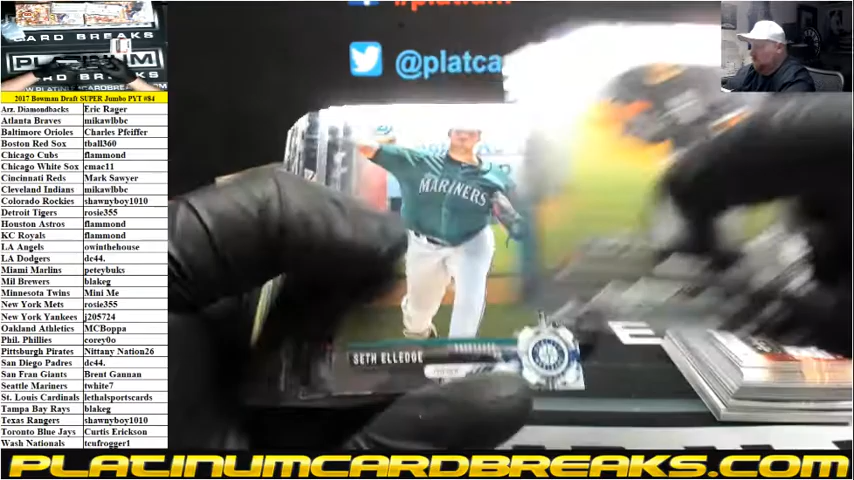 CARD BREAKS
PLATINUM
CARD BREAKS
#platinum
@platca
2017 Bowman Draft SUPER Jumbo PYT #84
Arz. Diamondbacks Eric Rager
Atlanta Braves mikawlbbc
Baltimore Orioles Charles Pfeiffer
Boston Red Sox tball360
Chicago Cubs flammond
Chicago White Sox cmac11
Cincinnati Reds Mark Sawyer
Cleveland Indians mikawlbbc
Colorado Rockies shawnyboy1010
Detroit Tigers rosie355
Houston Astros flammond
KC Royals flammond
LA Angels owinthehouse
LA Dodgers dc44.
Miami Marlins peteybuks
Mil Brewers blakeg
Minnesota Twins Mini Me
New York Mets rosie355
New York Yankees j205724
Oakland Athletics MCBoppa
Phil. Phillies corey0o
Pittsburgh Pirates Nittany Nation26
San Diego Padres dc44.
San Fran Giants Brent Gannan
Seattle Mariners twhite7
St. Louis Cardinals lethalsportscards
Tampa Bay Rays blakeg
Texas Rangers shawnyboy1010
Toronto Blue Jays Curtis Erickson
Wash Nationals tcufrogger1
MARINERS
SETH ELLEDGE
PLATINUMCARDBREAKS.COM